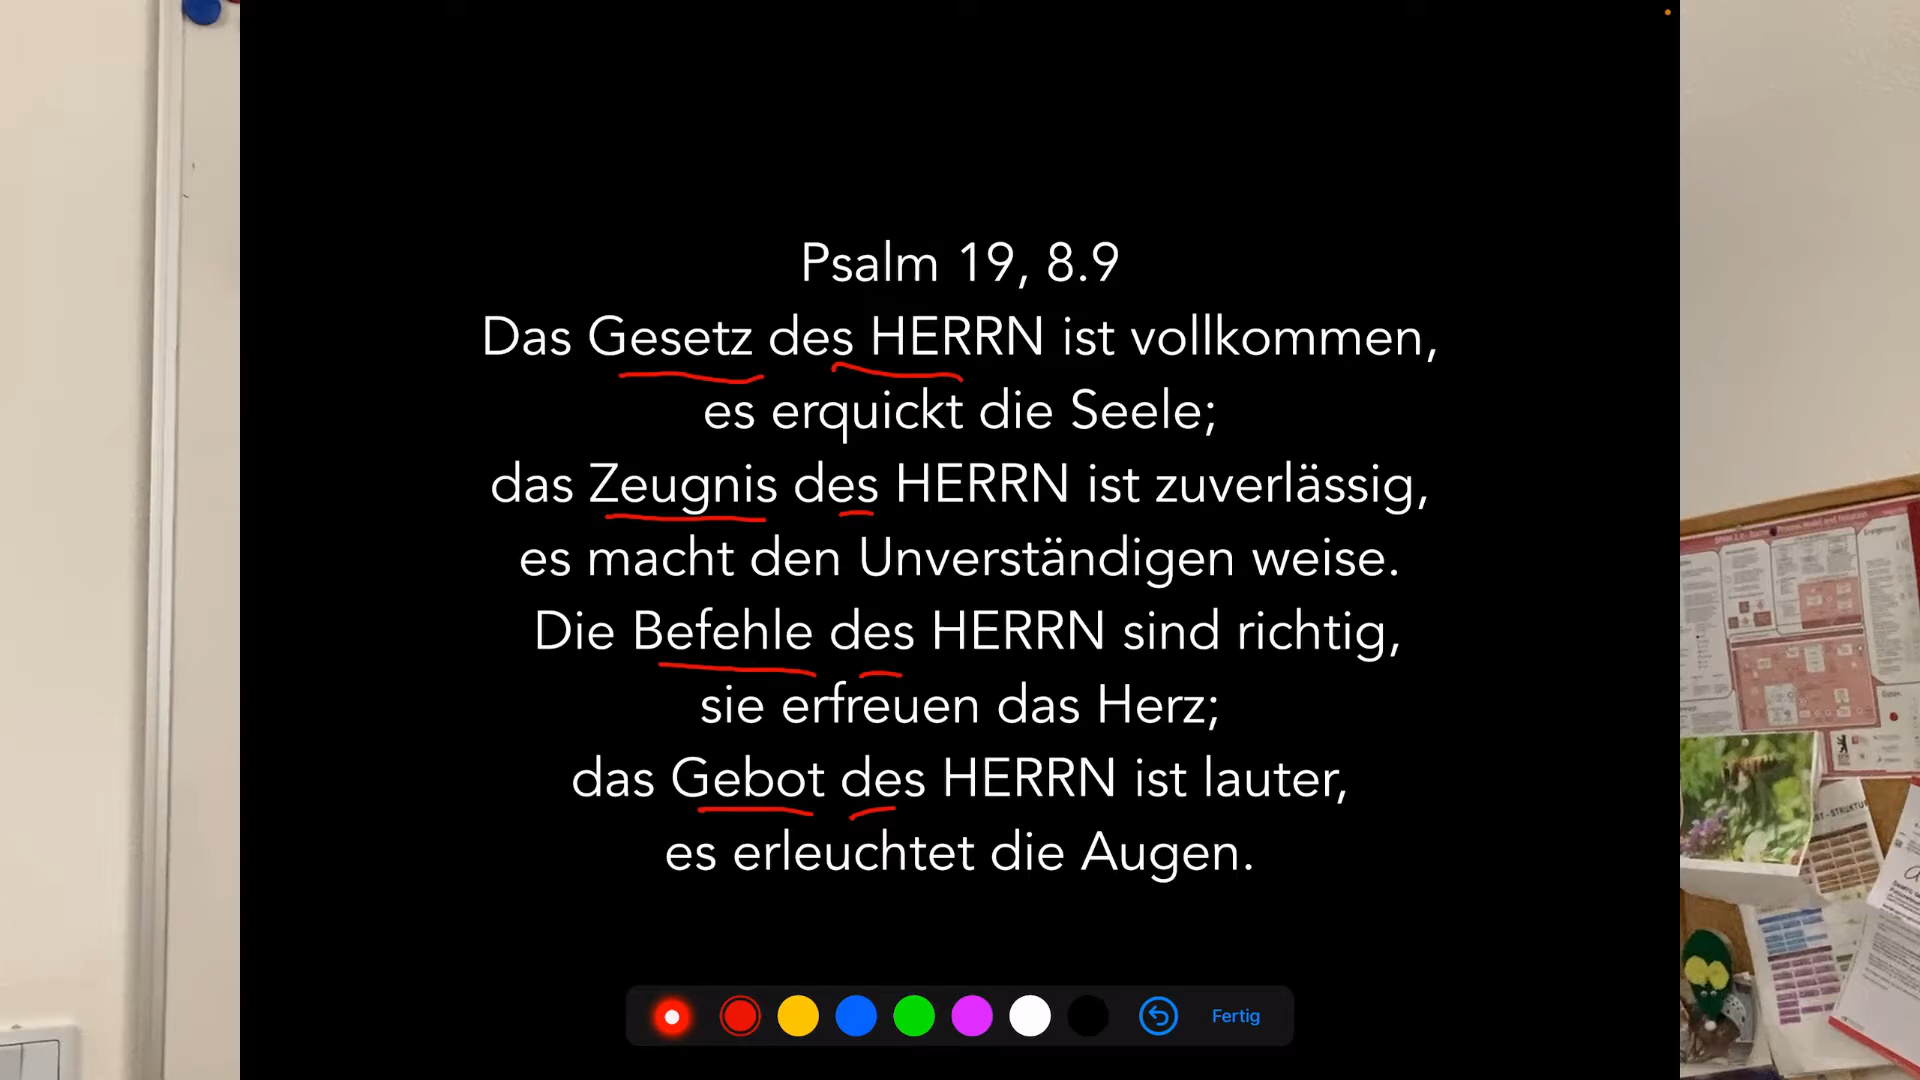 Psalm 19, 8.9
Das Gesetz des HERRN ist vollkommen,
es erquickt die Seele;
das Zeugnis des HERRN ist zuverlässig,
es macht den Unverständigen weise.
Die Befehle des HERRN sind richtig,
sie erfreuen das Herz;
das Gebot des HERRN ist lauter,
es erleuchtet die Augen.
Fertig